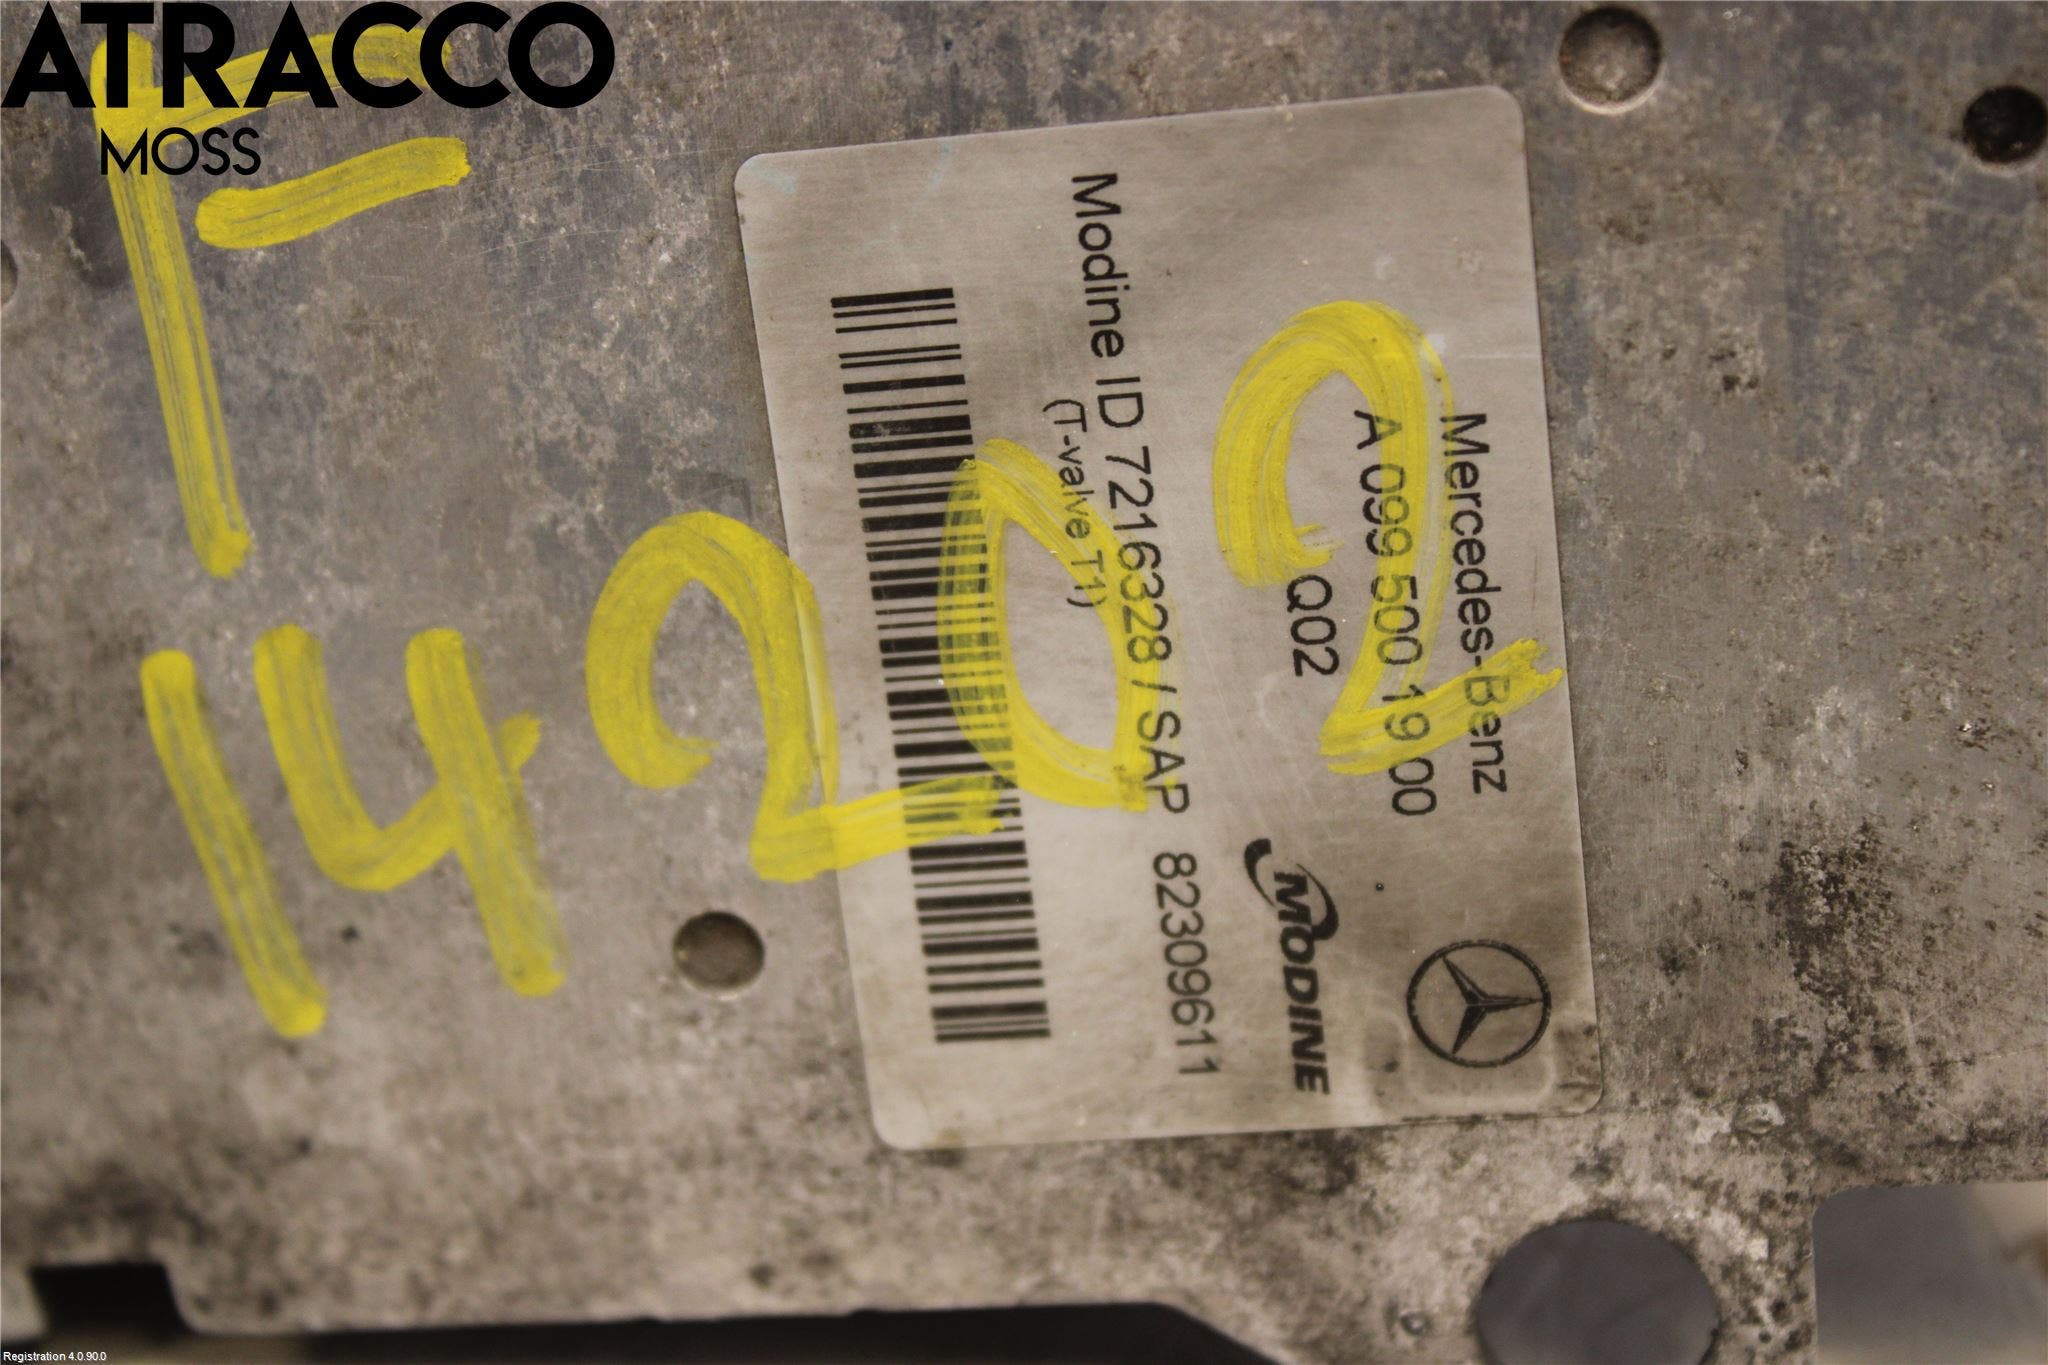 ATRACCO
MOSS
F
14202
Mercedes-Benz
A 099 500 19 00
Q02
MODINE
Modine ID 7216328 / SAP 82309611
(T-valve T1)
Registration 4.0.90.0